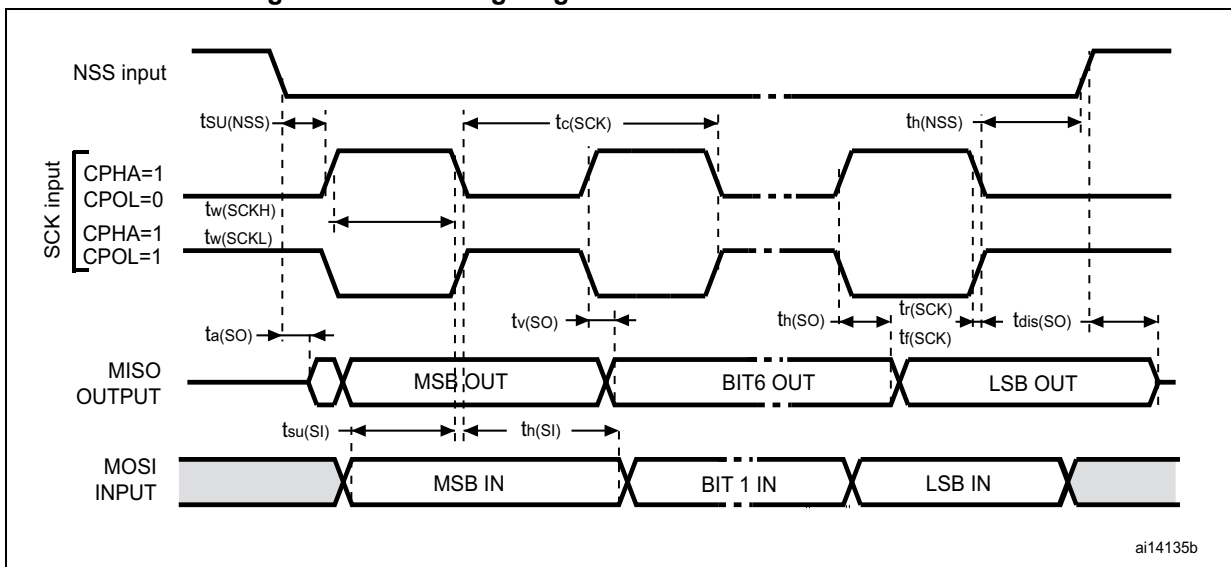 NSS input
tSU(NSS)
tc(SCK)
th(NSS)
SCK input
CPHA=1
CPOL=0
tw(SCKH)
CPHA=1
tw(SCKL)
CPOL=1
ta(SO)
tv(SO)
th(SO)
tr(SCK)
tf(SCK)
tdis(SO)
MISO
OUTPUT
MSB OUT
BIT6 OUT
LSB OUT
tsu(SI)
th(SI)
MOSI
INPUT
MSB IN
BIT 1 IN
LSB IN
ai14135b